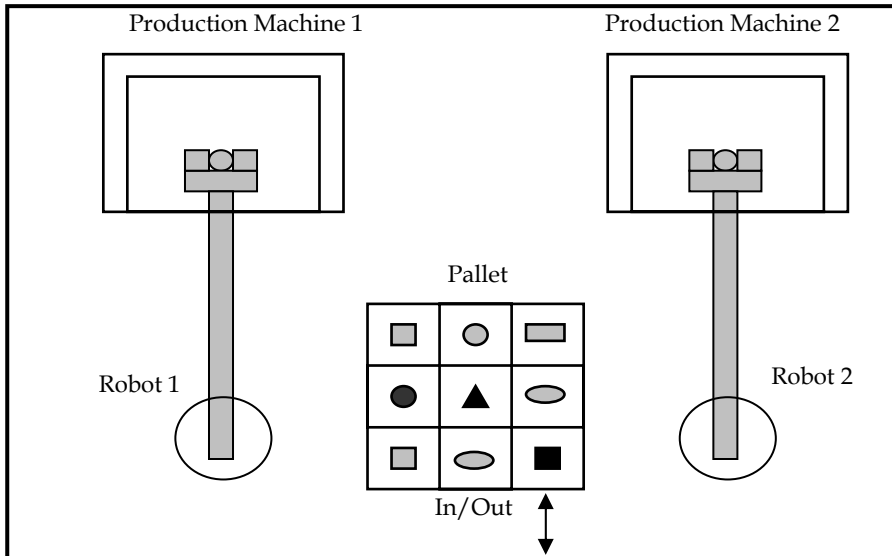 Production Machine 1
Production Machine 2
Pallet
Robot 1
Robot 2
In/Out